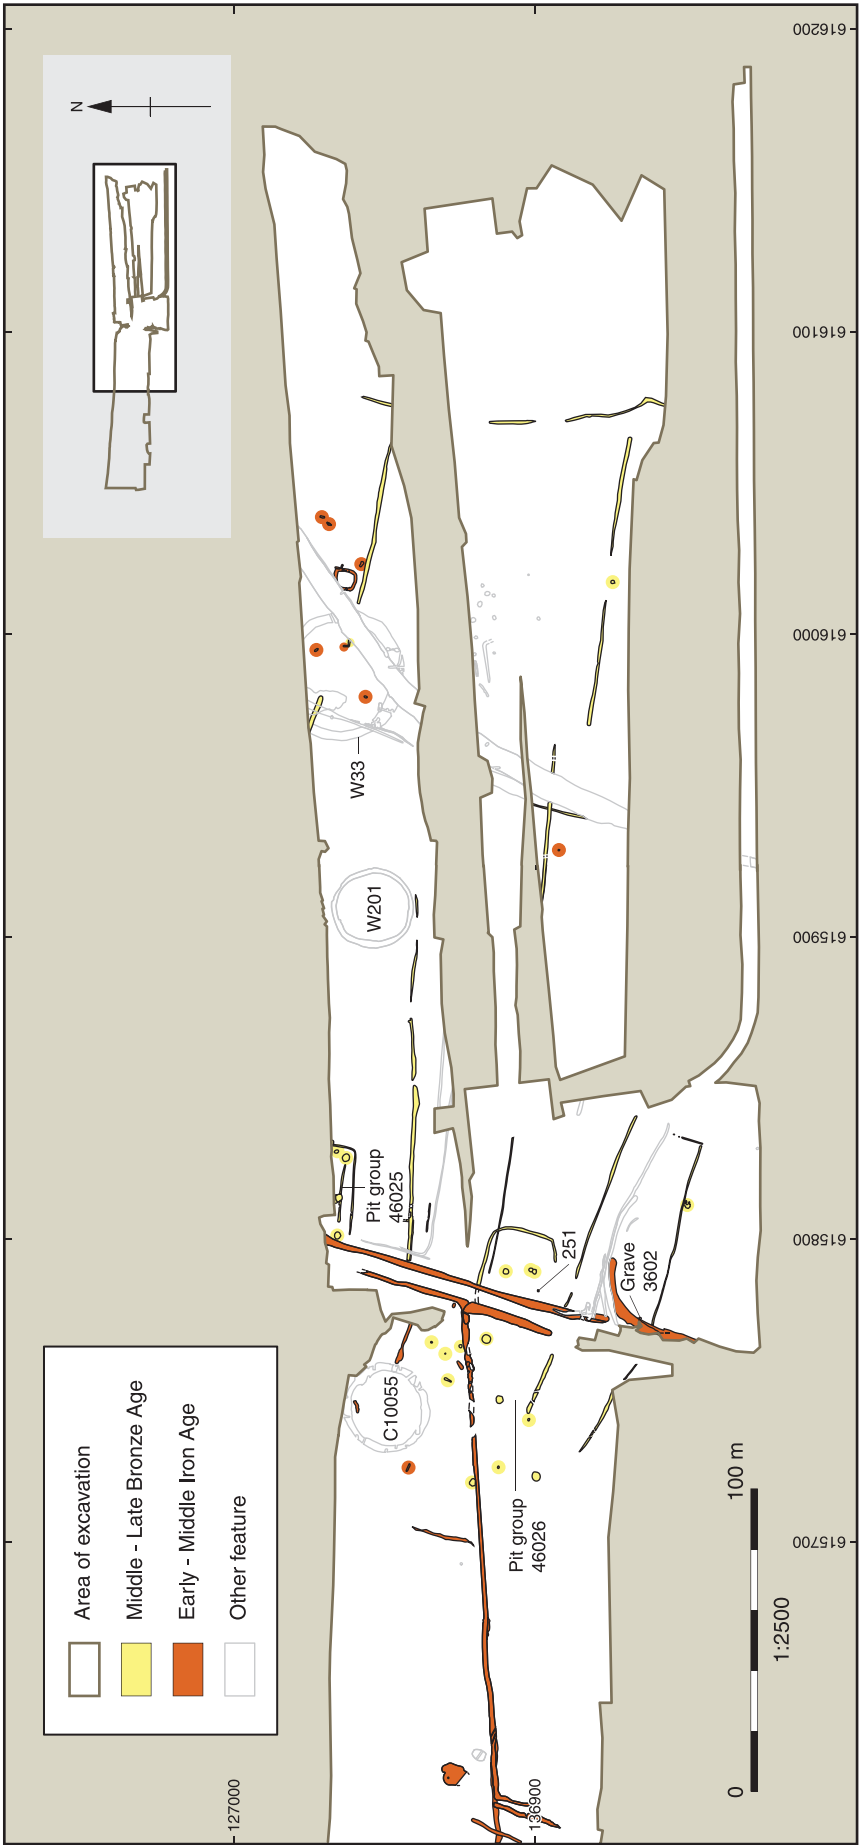 N
Area of excavation
Middle - Late Bronze Age
Early - Middle Iron Age
Other feature
W33
W201
Pit group
46025
251
Grave
3602
C10055
Pit group
46026
0
100 m
1:2500
127000
136900
615700
615800
615900
616000
616100
616200